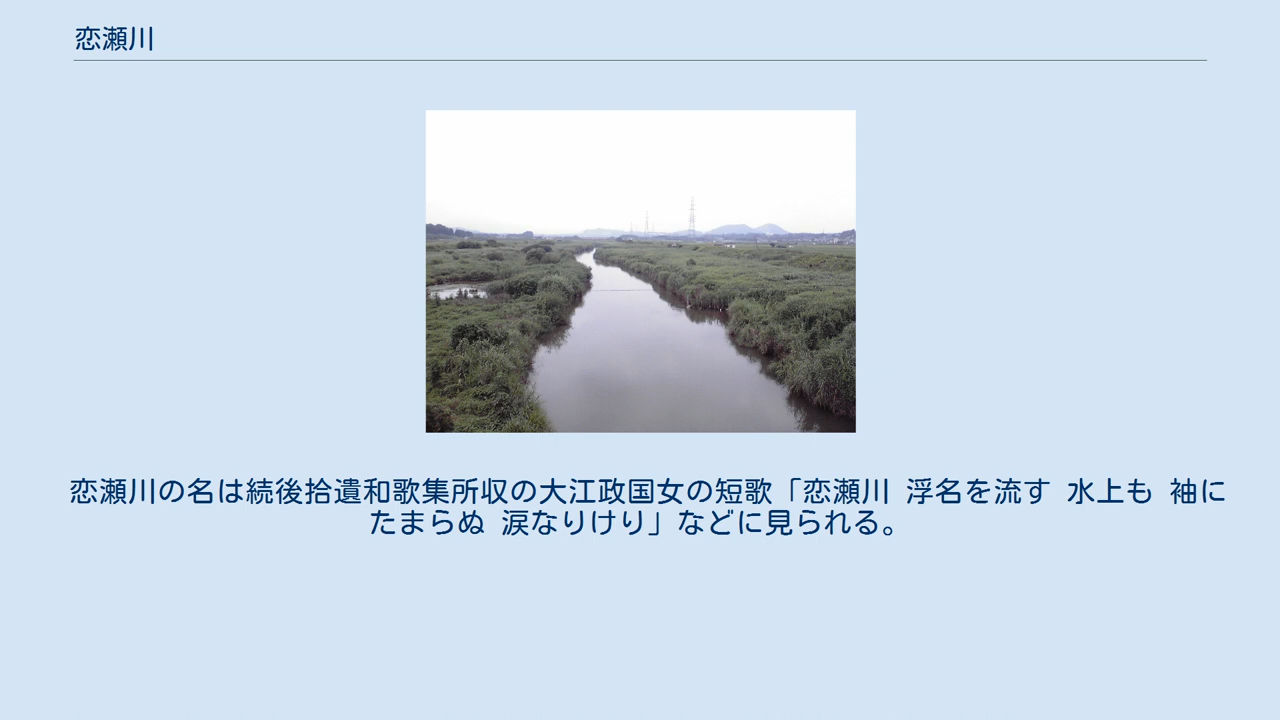 恋瀬川
恋瀬川の名は続後拾遺和歌集所収の大江政国女の短歌「恋瀬川 浮名を流す 水上も 袖に
たまらぬ 涙なりけり」などに見られる。